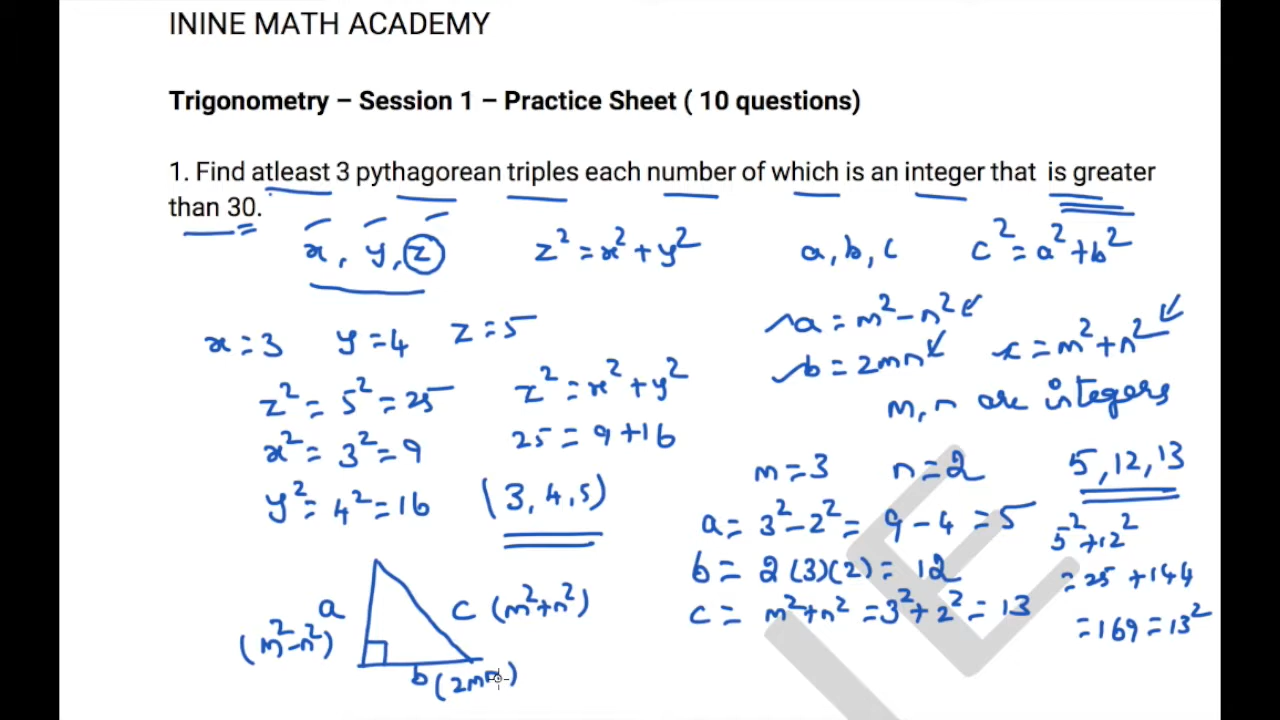 ININE MATH ACADEMY
Trigonometry – Session 1 – Practice Sheet ( 10 questions)
1. Find atleast 3 pythagorean triples each number of which is an integer that is greater
than 30.
x, y, z
z² = x² + y²
a, b, c
c² = a² + b²
x = 3 y = 4 z = 5
z² = 5² = 25
x² = 3² = 9
y² = 4² = 16
z² = x² + y²
25 = 9 + 16
(3, 4, 5)
a = m² - n²
b = 2mn
c = m² + n²
m, n are integers
m = 3 n = 2
a = 3² - 2² = 9 - 4 = 5
b = 2 (3)(2) = 12
c = m² + n² = 3² + 2² = 13
5, 12, 13
5² + 12²
= 25 + 144
= 169 = 13²
a
(m² - n²)
c (m² + n²)
b (2mn)
IE